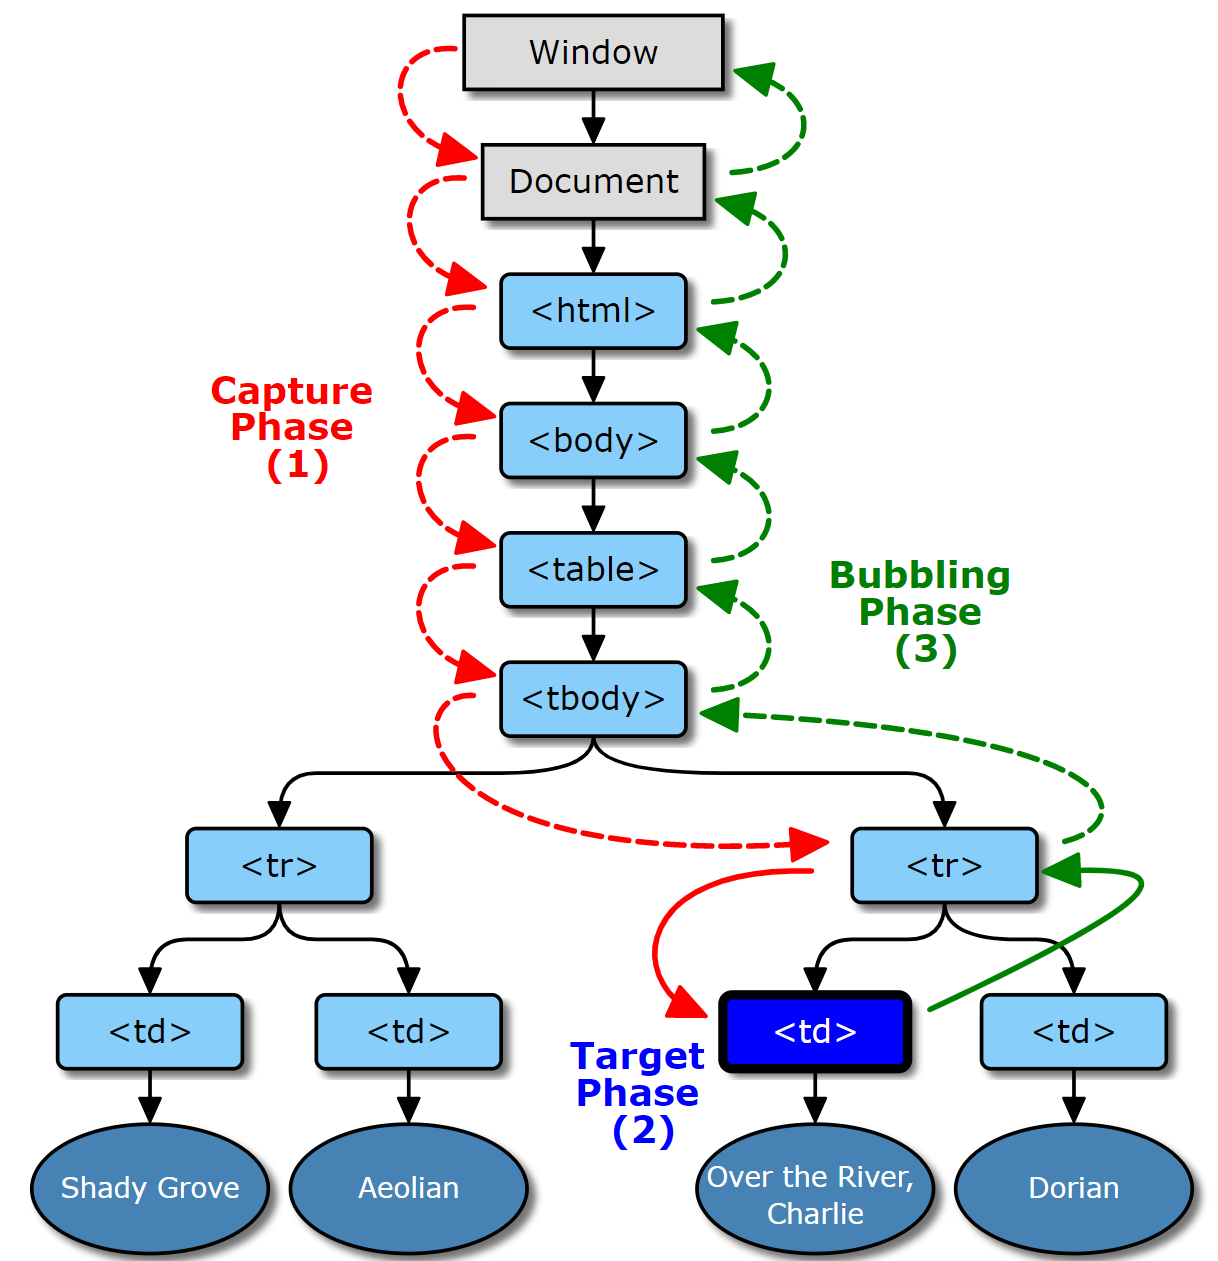 Window
Document
<html>
Capture
Phase
(1)
<body>
<table>
Bubbling
Phase
(3)
<tbody>
<tr>
<tr>
<td>
<td>
<td>
<td>
Target
Phase
(2)
Shady Grove
Aeolian
Over the River,
Charlie
Dorian